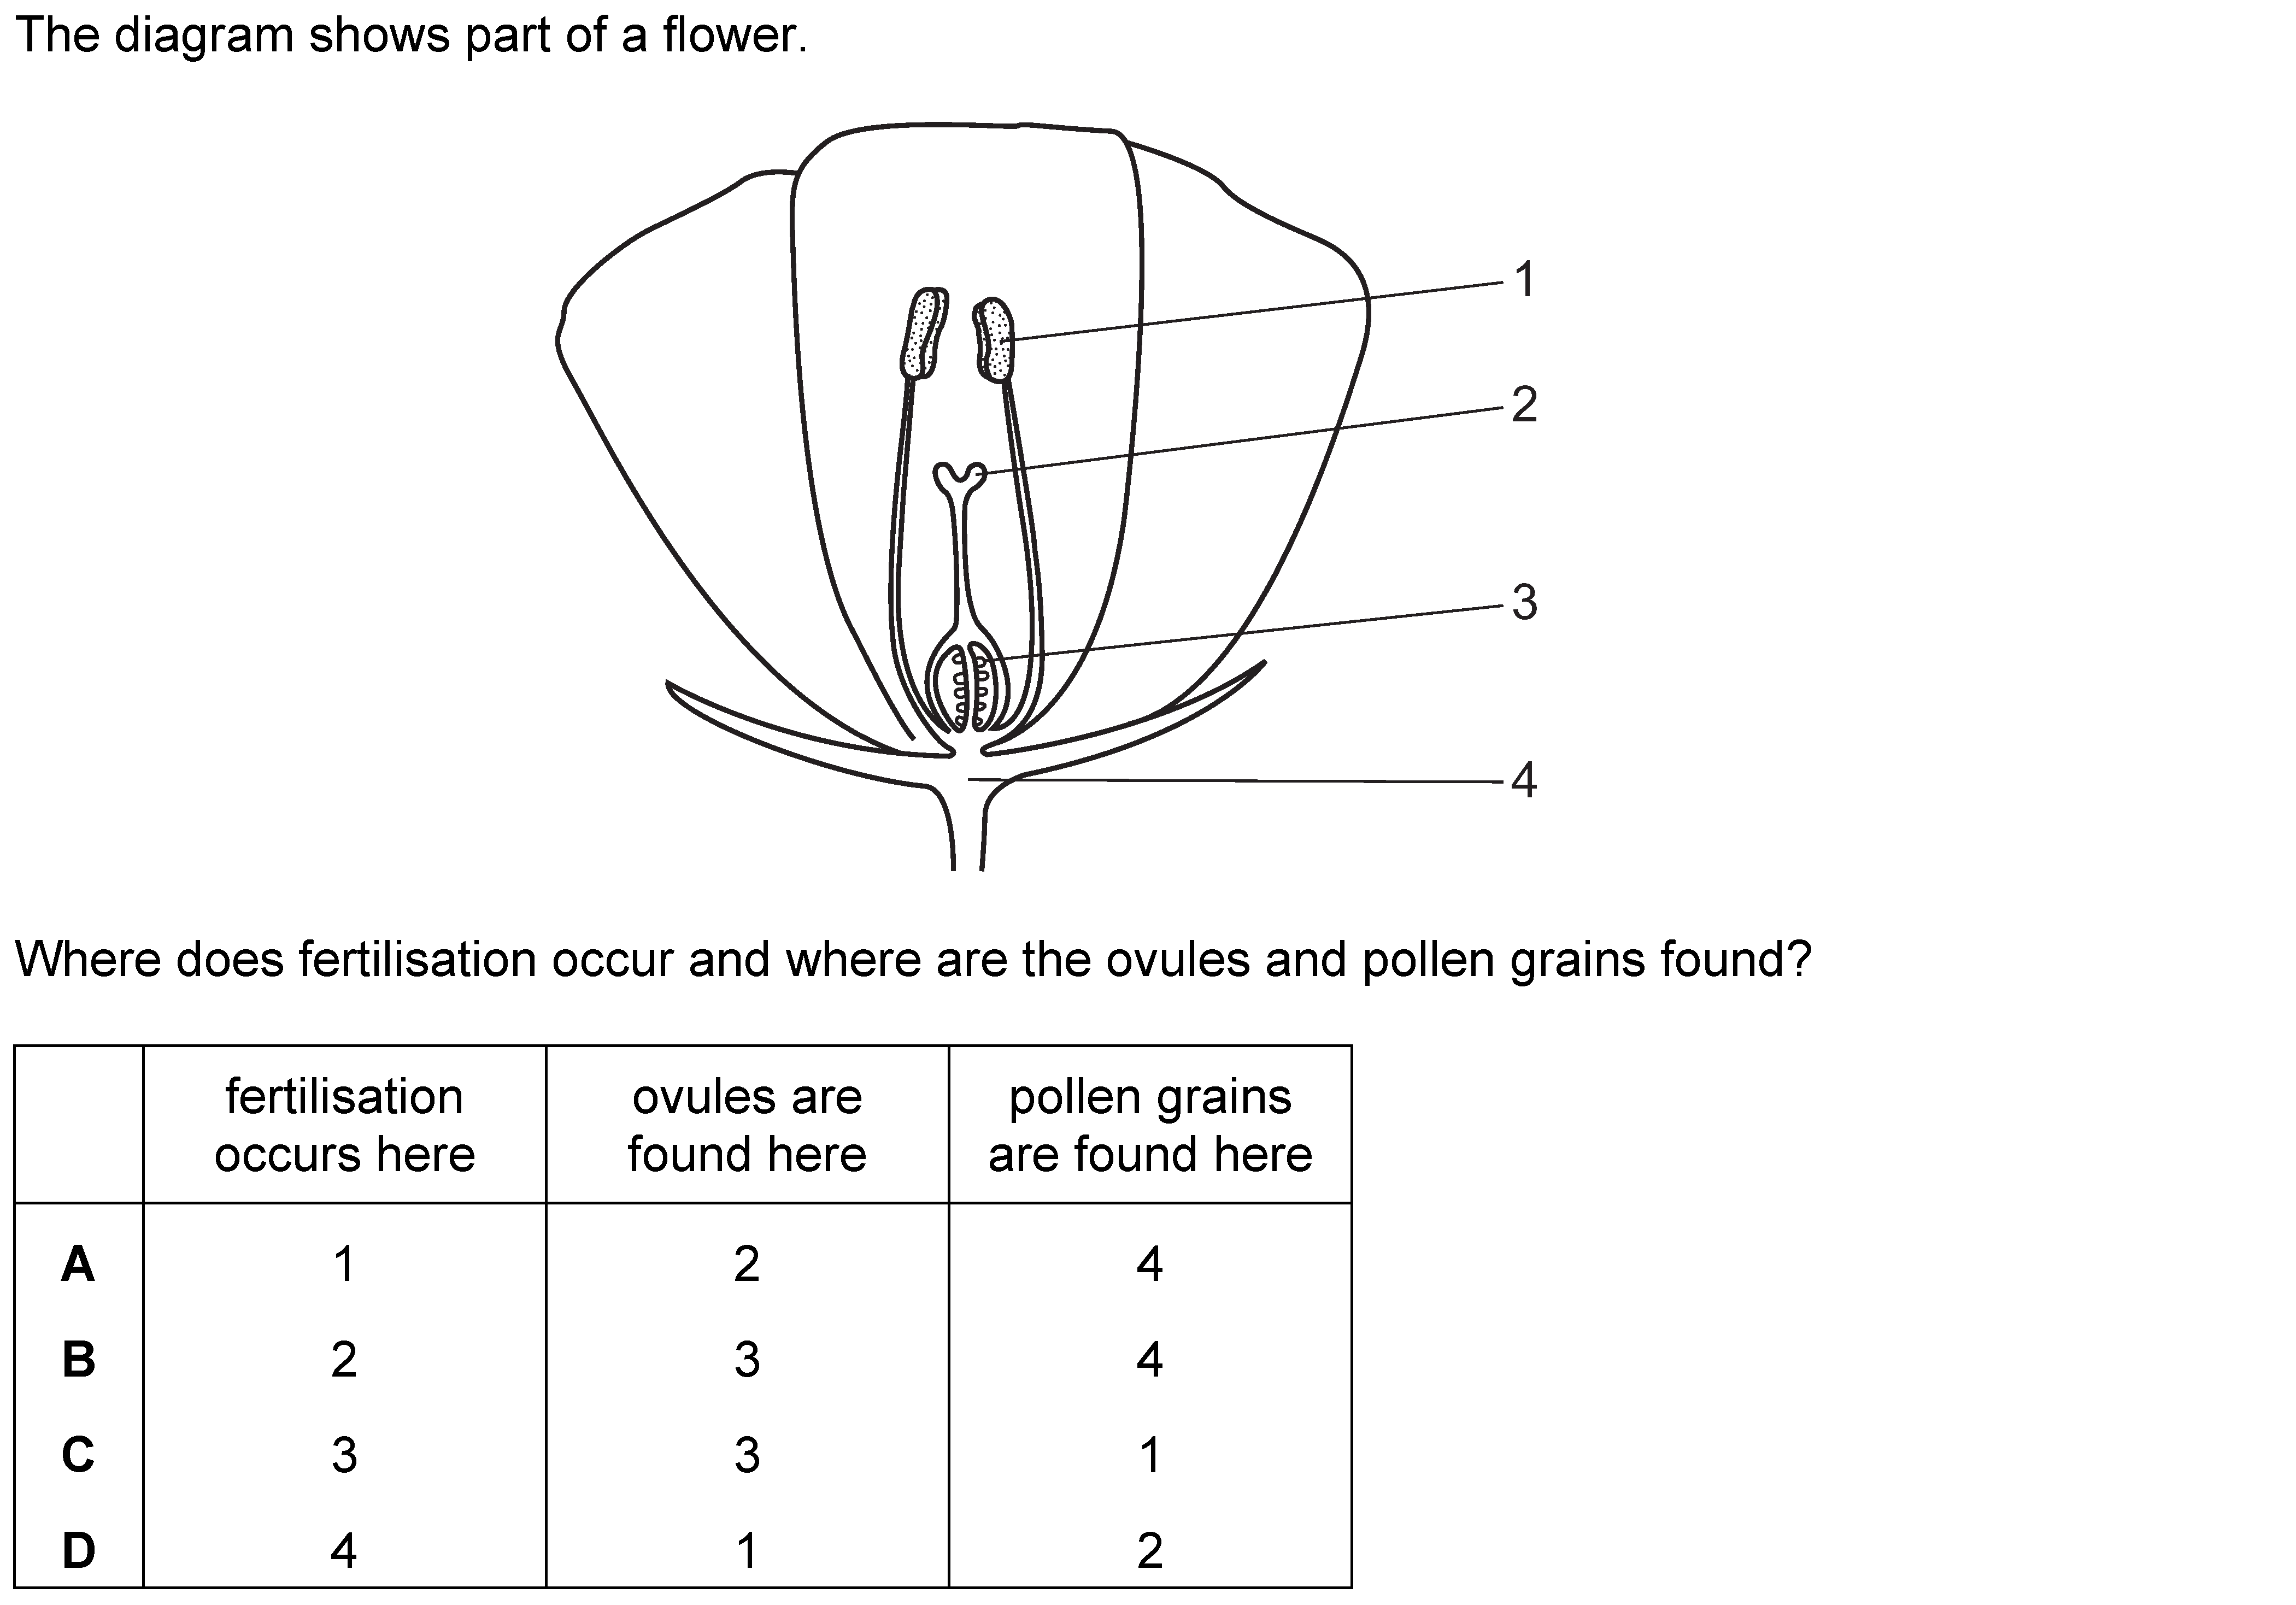 The diagram shows part of a flower.
1
2
3
4
Where does fertilisation occur and where are the ovules and pollen grains found?
fertilisation occurs here
ovules are found here
pollen grains are found here
A 1 2 4
B 2 3 4
C 3 3 1
D 4 1 2